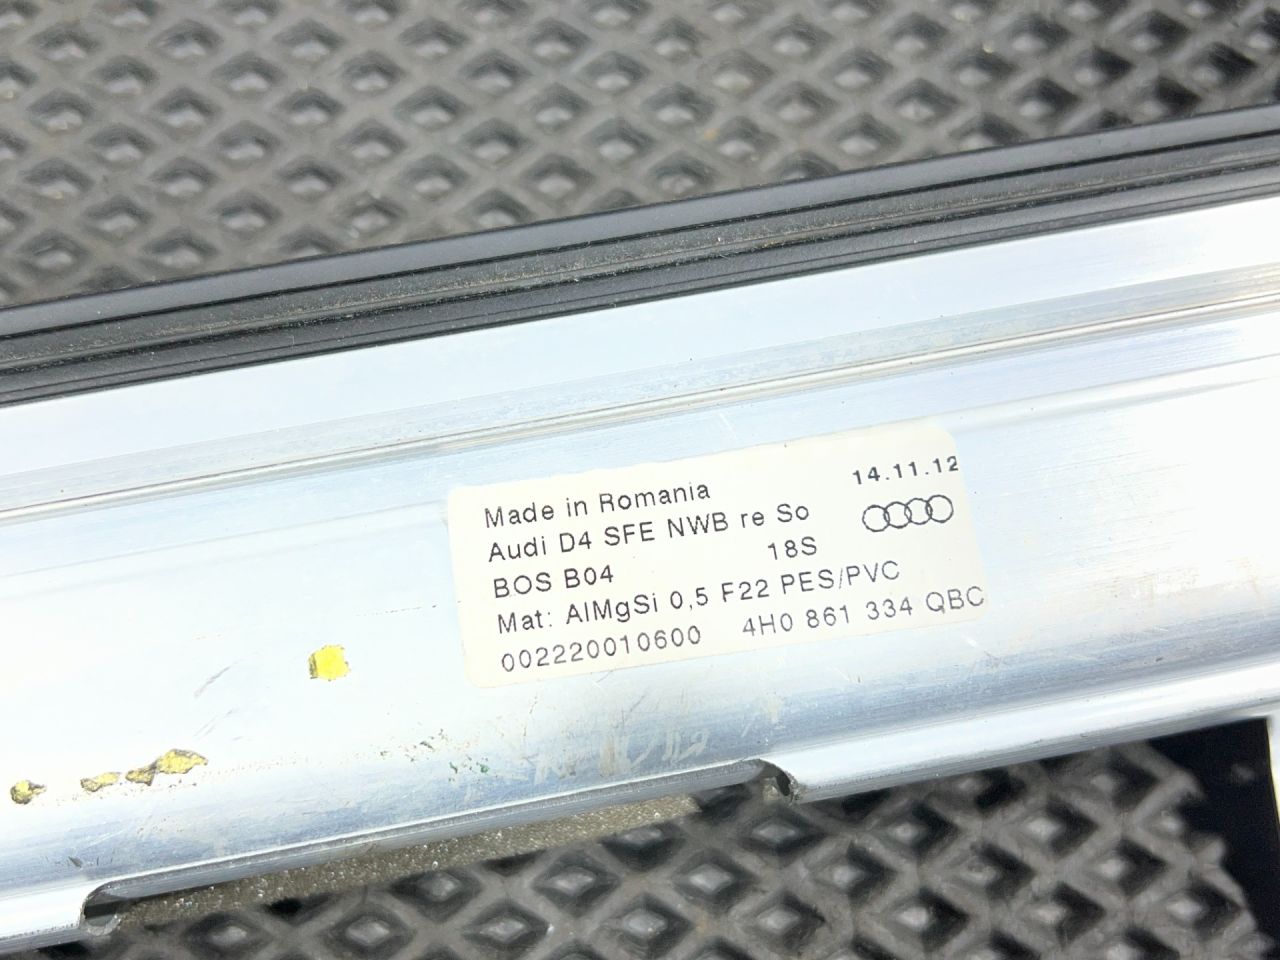 Made in Romania 14.11.12
Audi D4 SFE NWB re So
BOS B04 18S
Mat: AlMgSi 0,5 F22 PES/PVC
002220010600 4H0 861 334 QBC